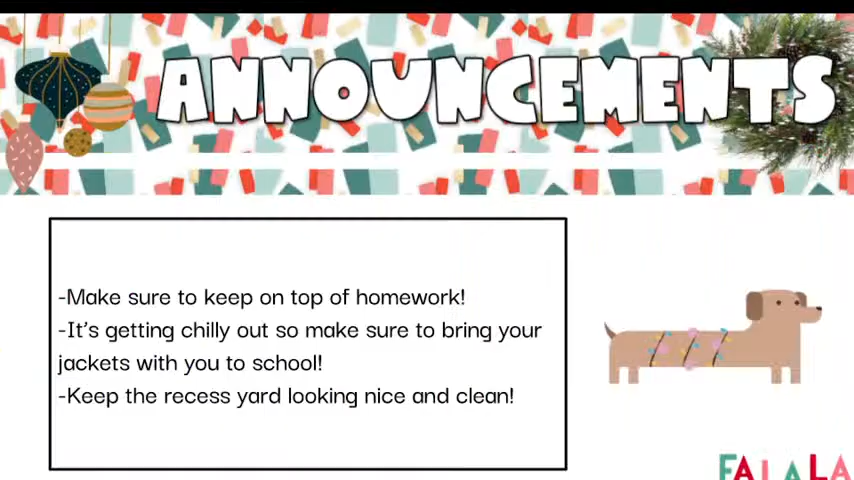 ANNOUNCEMENTS
-Make sure to keep on top of homework!
-It's getting chilly out so make sure to bring your
jackets with you to school!
-Keep the recess yard looking nice and clean!
FALALA